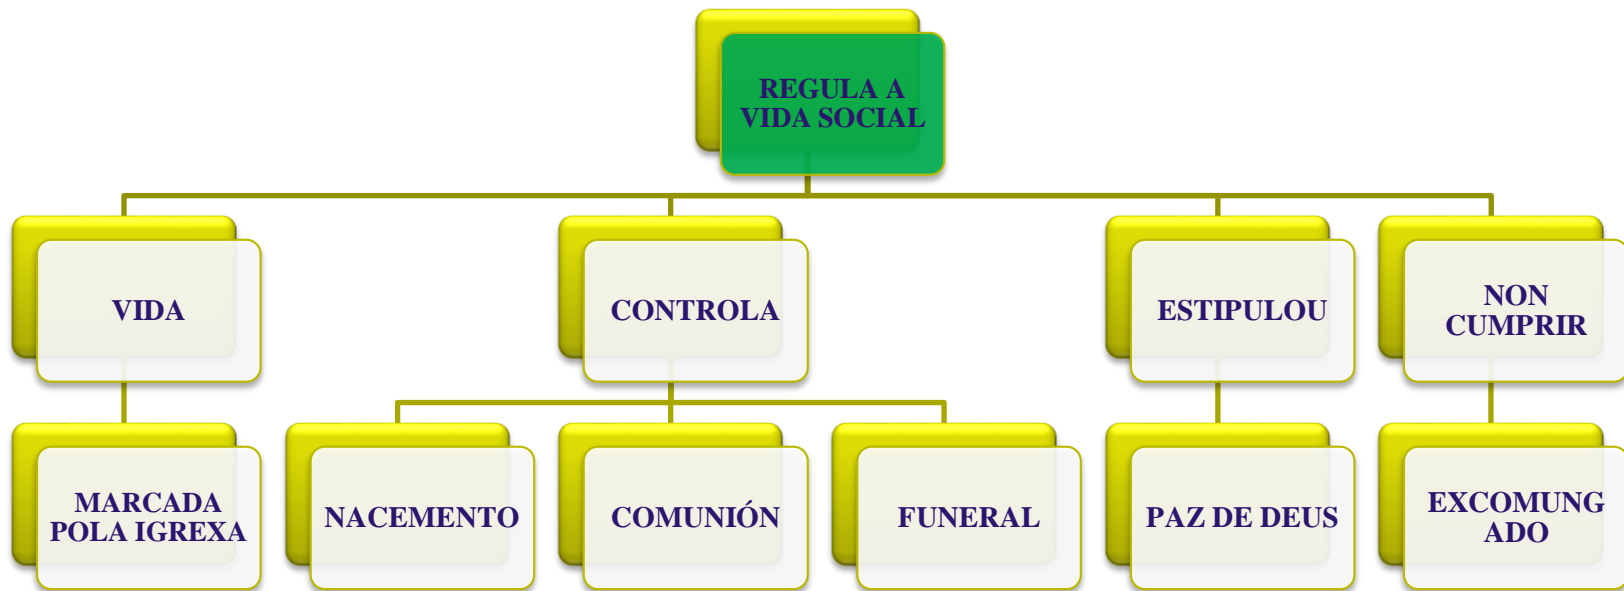 REGULA A
VIDA SOCIAL
VIDA
CONTROLA
ESTIPULOU
NON
CUMPRIR
MARCADA
POLA IGREXA
NACEMENTO
COMUNIÓN
FUNERAL
PAZ DE DEUS
EXCOMUNG
ADO